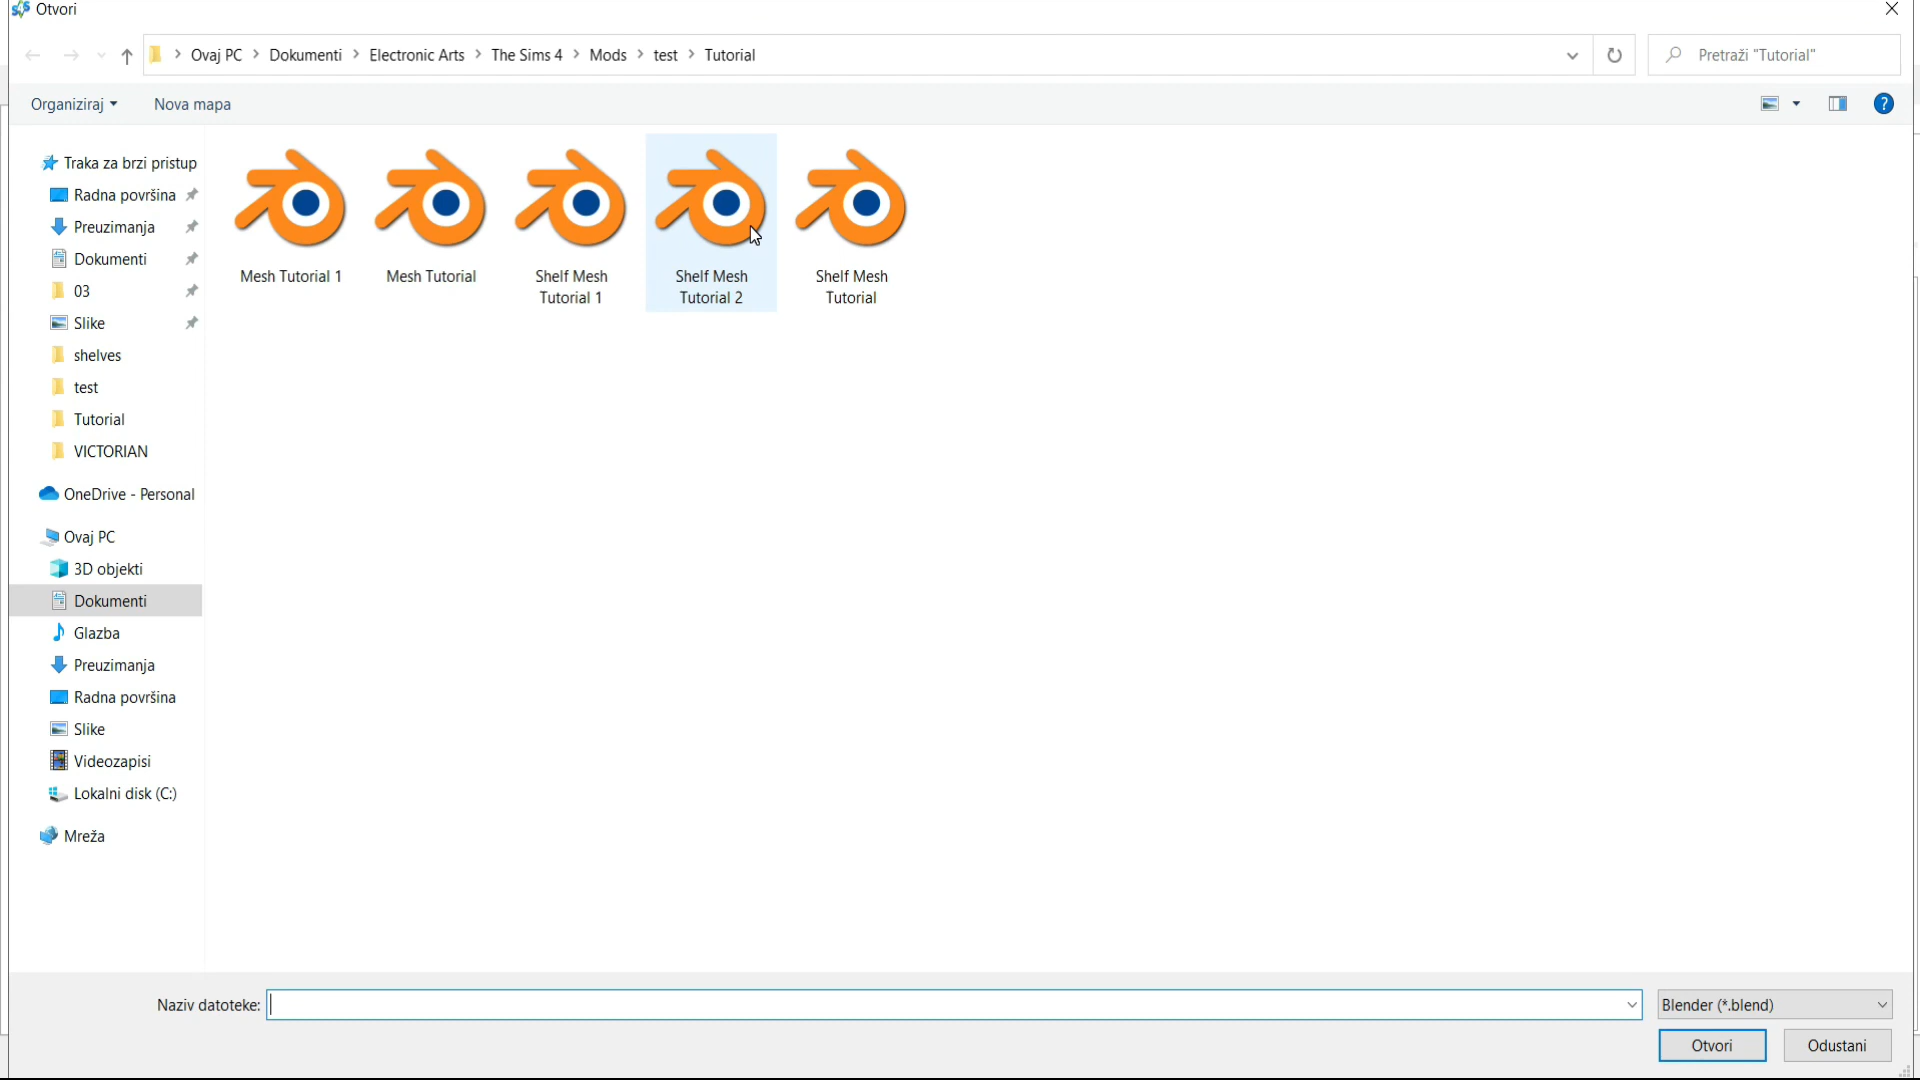 Otvori
Ovaj PC > Dokumenti > Electronic Arts > The Sims 4 > Mods > test > Tutorial
Pretraži "Tutorial"
Organiziraj
Nova mapa
Traka za brzi pristup
Radna površina
Preuzimanja
Dokumenti
03
Slike
shelves
test
Tutorial
VICTORIAN
OneDrive - Personal
Ovaj PC
3D objekti
Dokumenti
Glazba
Preuzimanja
Radna površina
Slike
Videozapisi
Lokalni disk (C:)
Mreža
Mesh Tutorial 1
Mesh Tutorial
Shelf Mesh
Tutorial 1
Shelf Mesh
Tutorial 2
Shelf Mesh
Tutorial
Naziv datoteke:
Blender (*.blend)
Otvori
Odustani